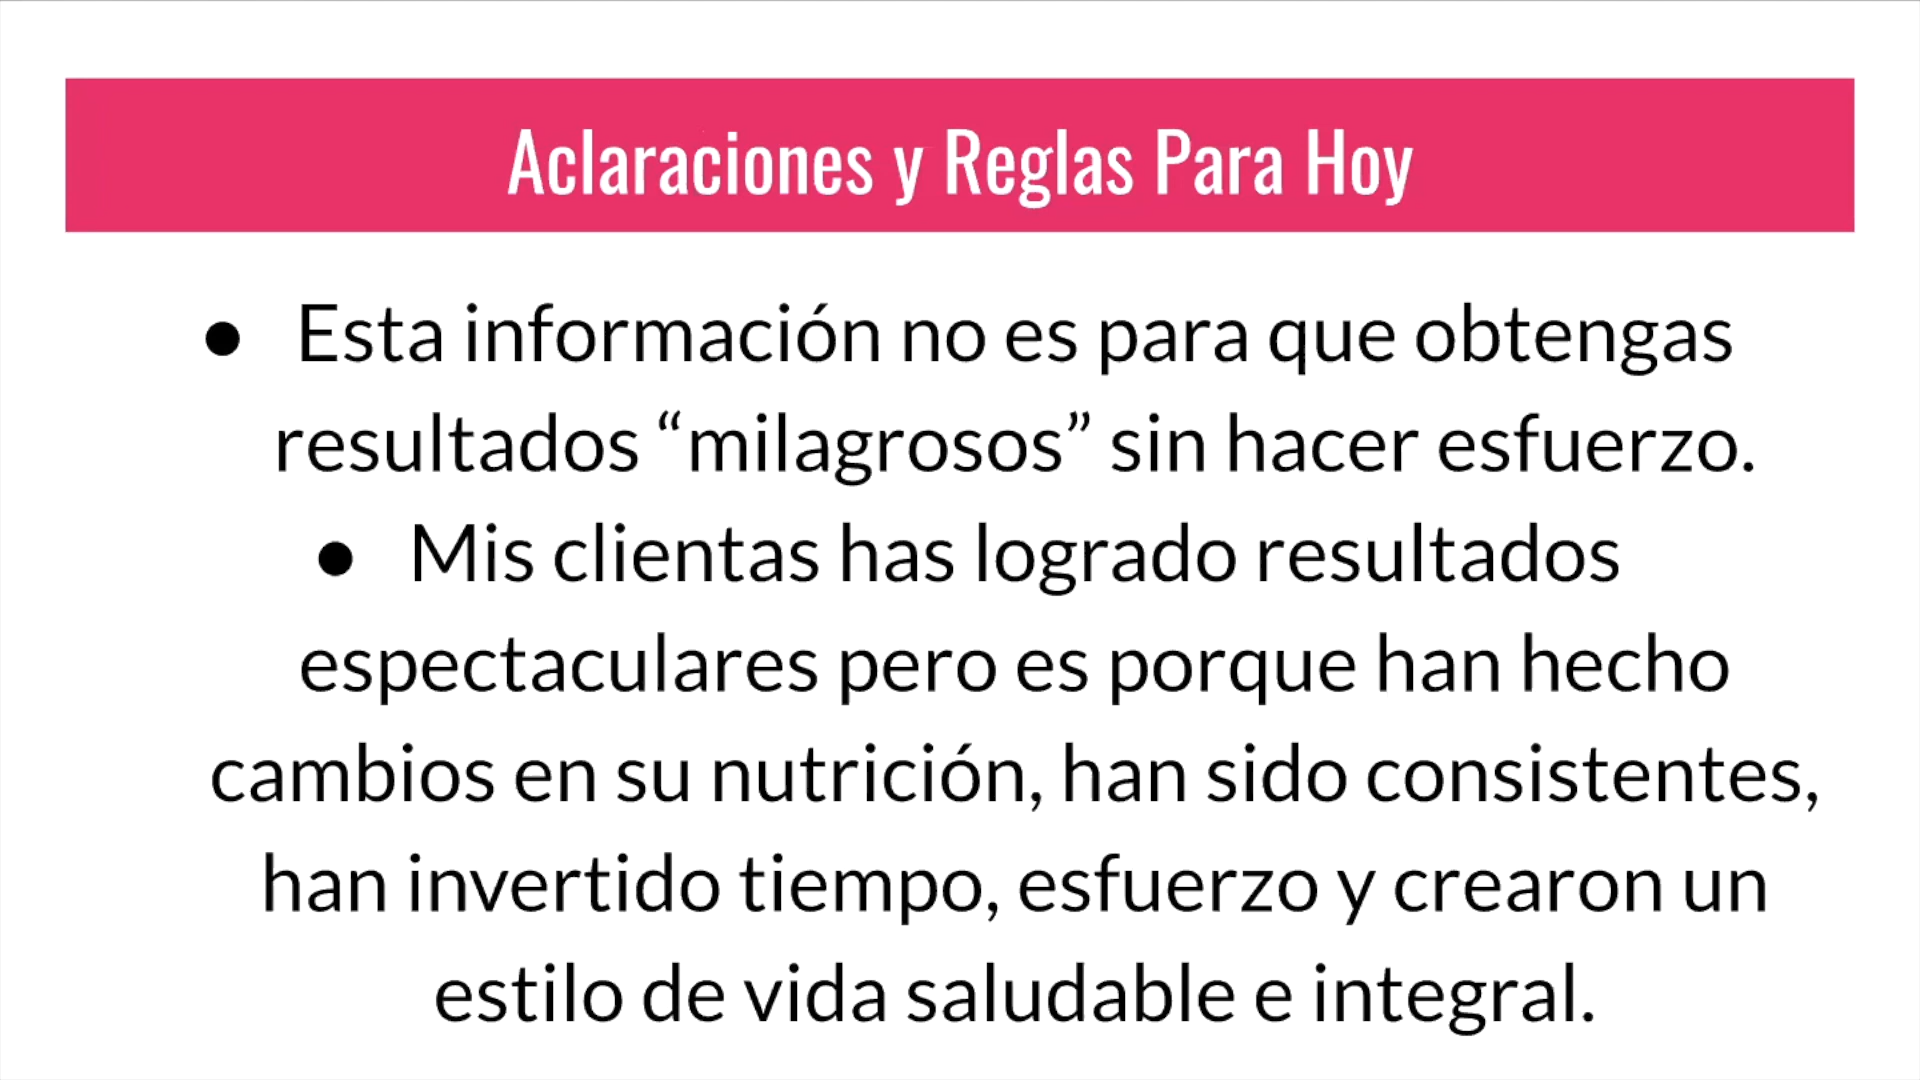 Aclaraciones y Reglas Para Hoy
● Esta información no es para que obtengas
resultados “milagrosos” sin hacer esfuerzo.
● Mis clientas has logrado resultados
espectaculares pero es porque han hecho
cambios en su nutrición, han sido consistentes,
han invertido tiempo, esfuerzo y crearon un
estilo de vida saludable e integral.